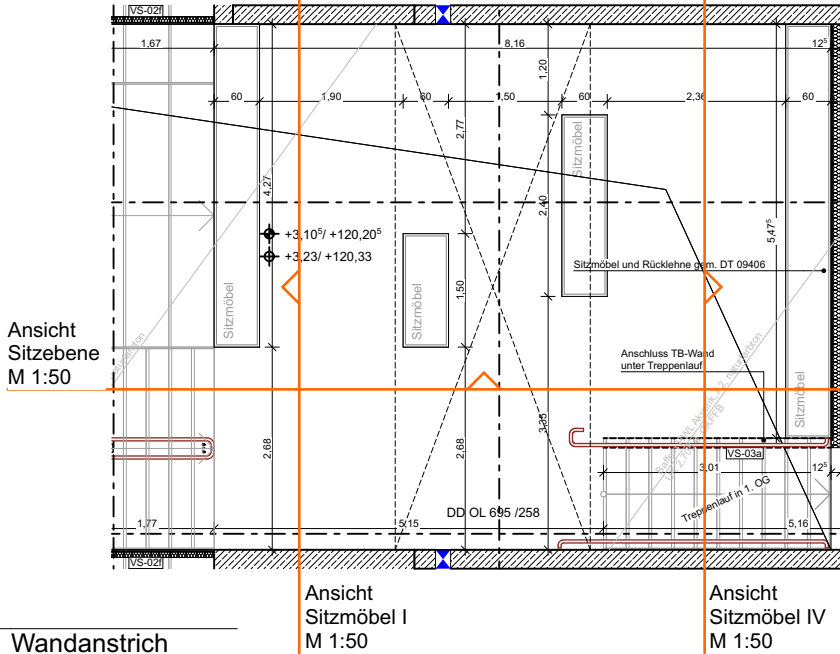 VS-02f
1,67
8,16
12⁵
60
1,90
60
1,50
60
2,36
60
1,20
2,77
4,27
2,40
5,47⁵
Sitzmöbel
+3,10⁵/ +120,20⁵
+3,23/ +120,33
Sitzmöbel und Rücklehne gem. DT 09406
Sitzmöbel
Sitzmöbel
1,50
Ansicht
Sitzebene
M 1:50
Anschluss TB-Wand
unter Treppenlauf
Sitzmöbel
2,68
2,68
3,35
VS-03a
3,01
12⁵
Treppenlauf in 1. OG
DD OL 695 /258
1,77
5,15
5,16
VS-02f
Ansicht
Sitzmöbel I
M 1:50
Ansicht
Sitzmöbel IV
M 1:50
Wandanstrich